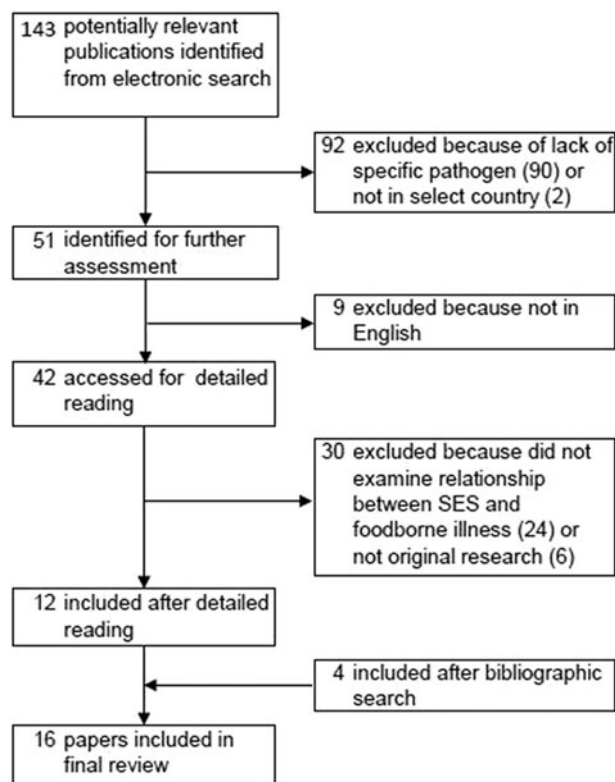 143 potentially relevant
publications identified
from electronic search
92 excluded because of lack of
specific pathogen (90) or
not in select country (2)
51 identified for further
assessment
9 excluded because not in
English
42 accessed for detailed
reading
30 excluded because did not
examine relationship
between SES and
foodborne illness (24) or
not original research (6)
12 included after detailed
reading
4 included after bibliographic
search
16 papers included in
final review